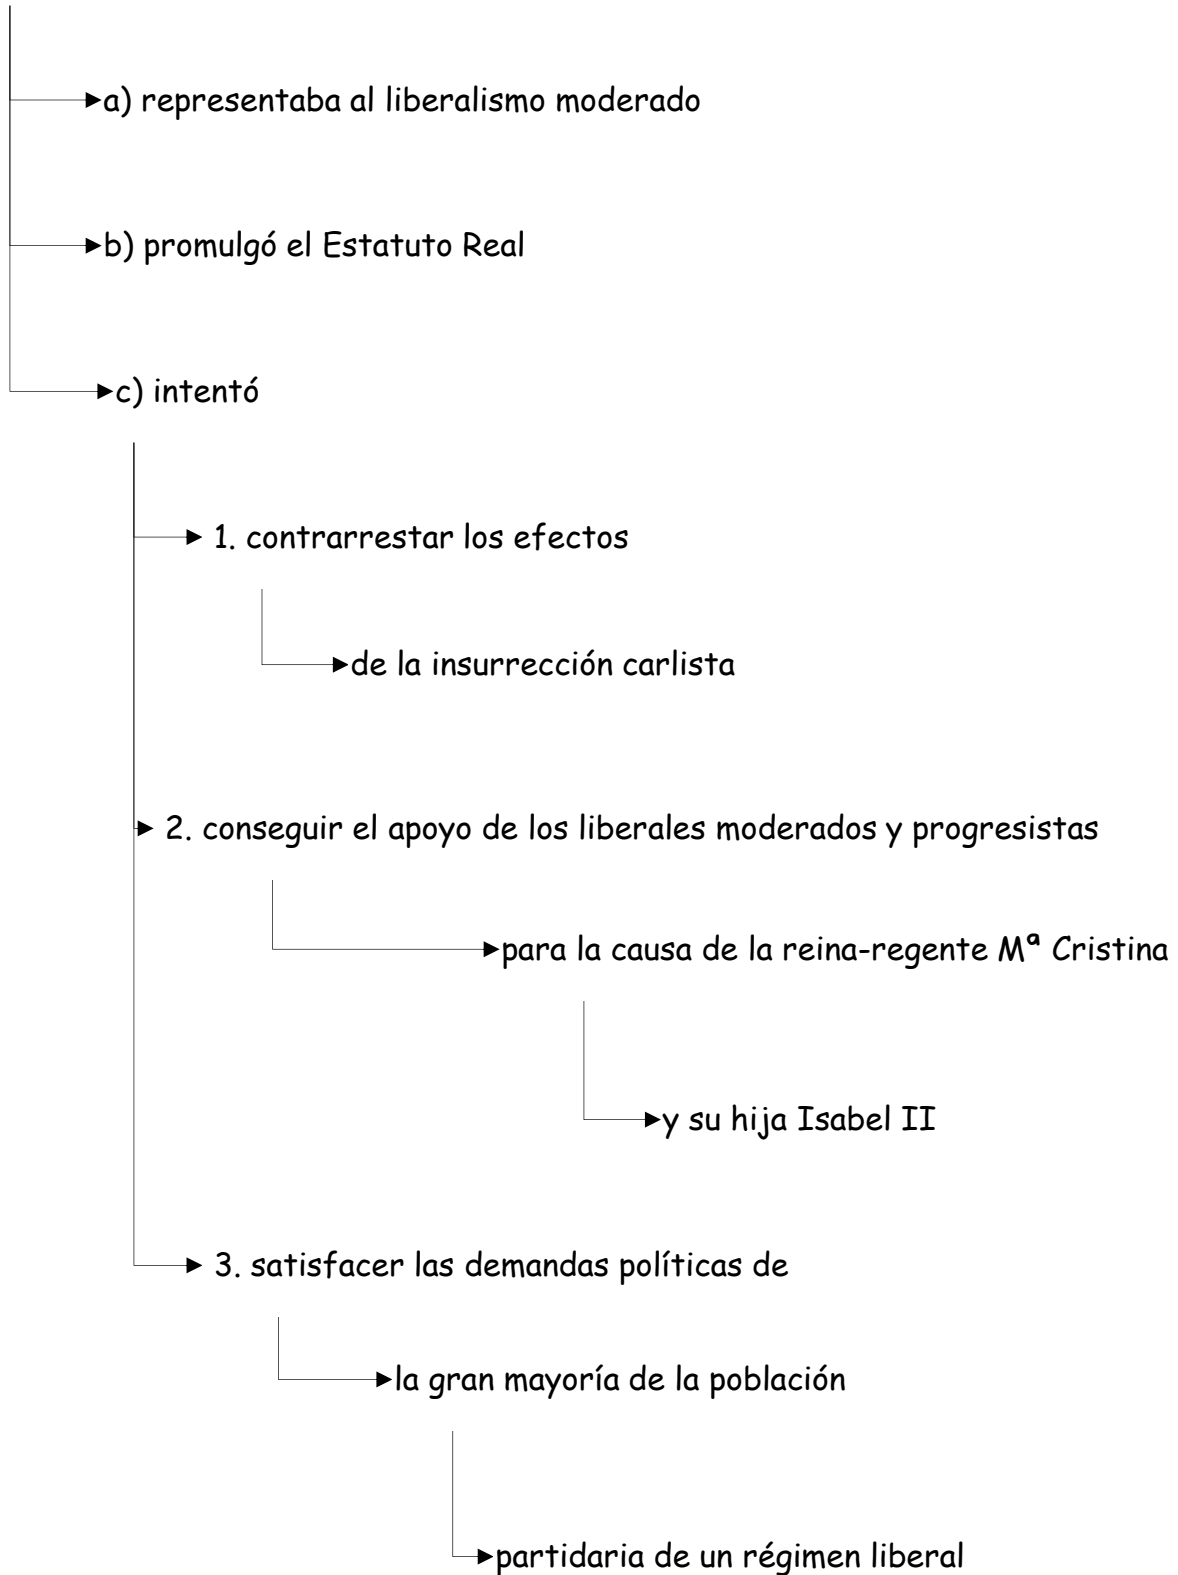 a) representaba al liberalismo moderado
b) promulgó el Estatuto Real
c) intentó
1. contrarrestar los efectos
de la insurrección carlista
2. conseguir el apoyo de los liberales moderados y progresistas
para la causa de la reina-regente Mª Cristina
y su hija Isabel II
3. satisfacer las demandas políticas de
la gran mayoría de la población
partidaria de un régimen liberal